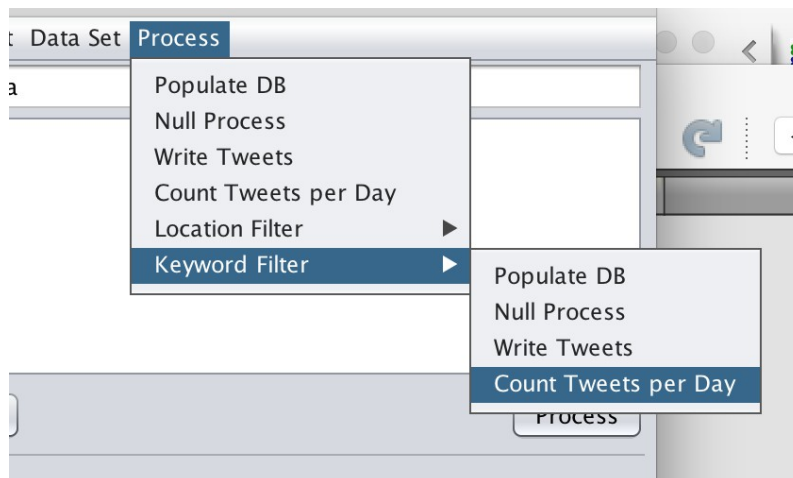 Data Set Process
a
Populate DB
Null Process
Write Tweets
Count Tweets per Day
Location Filter
Keyword Filter
Populate DB
Null Process
Write Tweets
Count Tweets per Day
Process